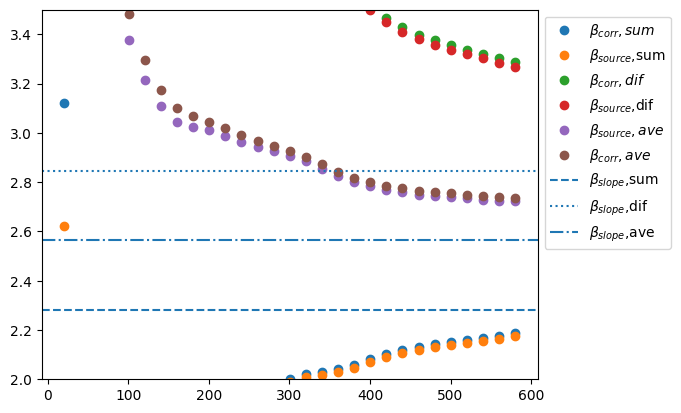 3.4
3.2
3.0
2.8
2.6
2.4
2.2
2.0
0 100 200 300 400 500 600
β_corr, sum
β_source,sum
β_corr, dif
β_source,dif
β_source, ave
β_corr, ave
β_slope,sum
β_slope,dif
β_slope,ave